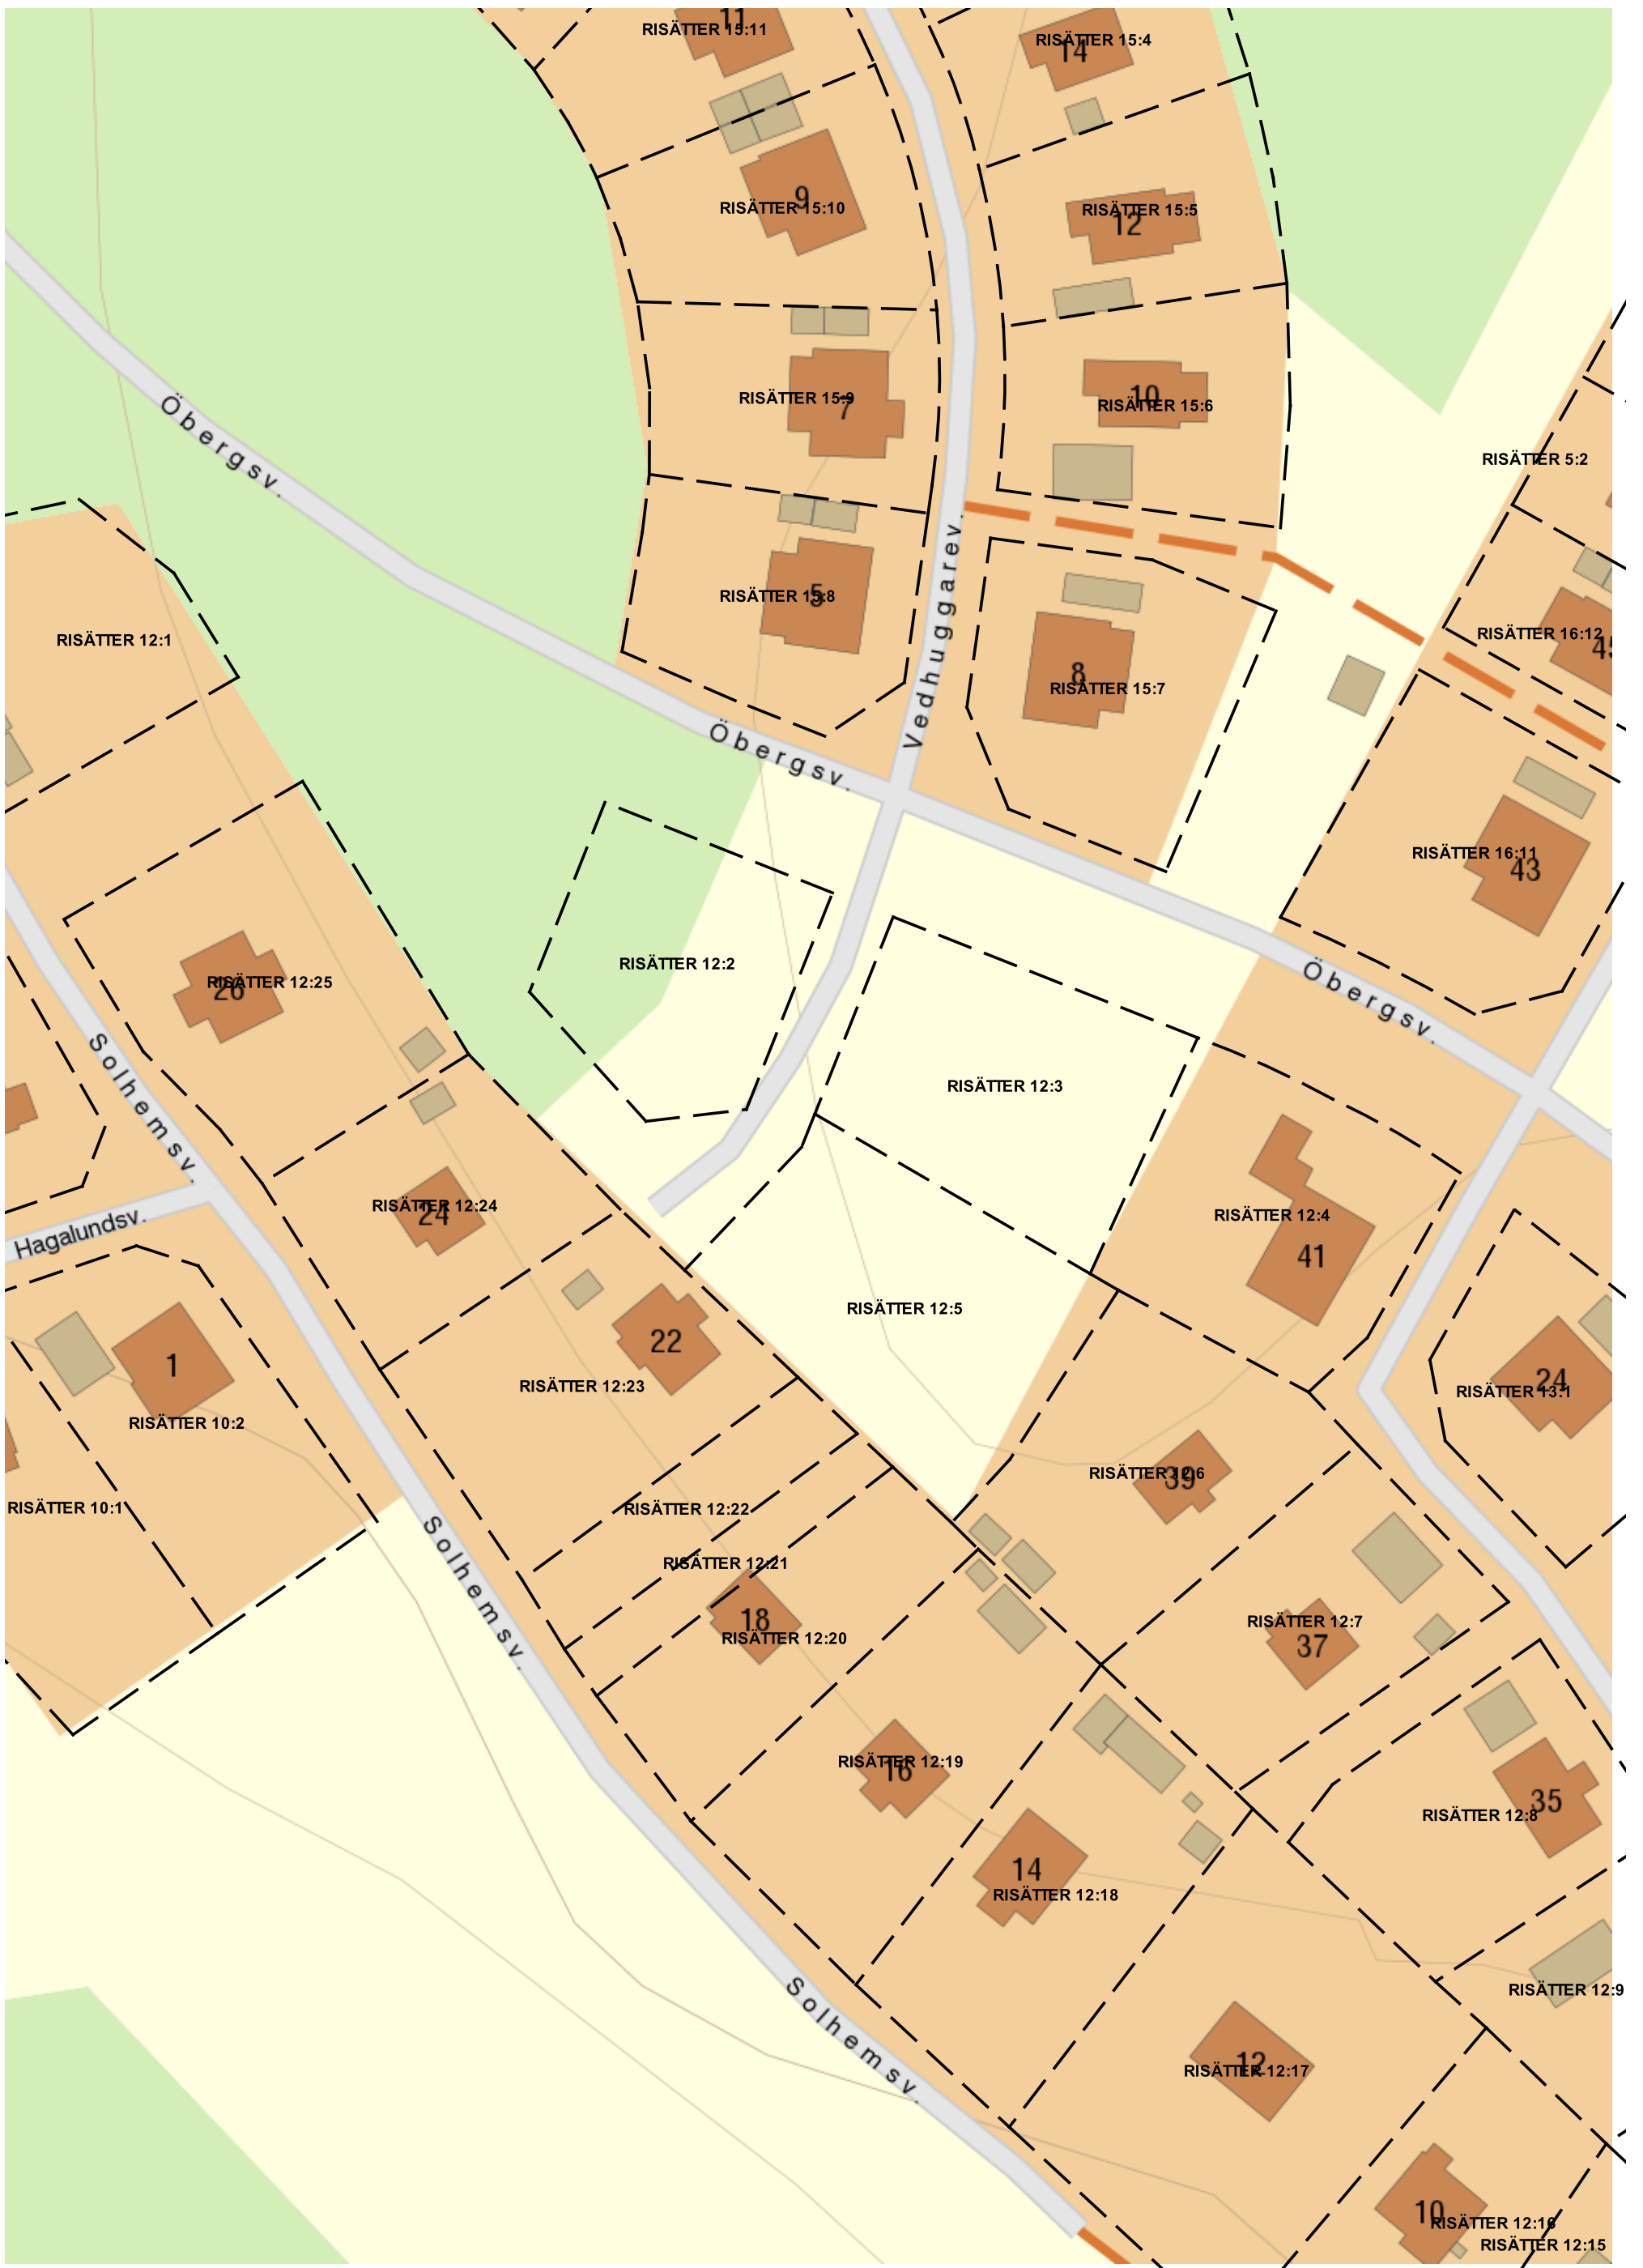 11
RISÄTTER 15:11
RISÄTTER 15:4
14
9
RISÄTTER 15:10
RISÄTTER 15:5
12
RISÄTTER 15:9
7
10
RISÄTTER 15:6
Öbergsv.
RISÄTTER 5:2
RISÄTTER 15:8
5
Vedhuggarev.
RISÄTTER 12:1
RISÄTTER 16:12
45
8
RISÄTTER 15:7
Öbergsv.
RISÄTTER 16:11
43
RISÄTTER 12:2
RISÄTTER 12:25
26
Öbergsv.
Solhemsv.
RISÄTTER 12:3
RISÄTTER 12:24
24
RISÄTTER 12:4
41
Hagalundsv.
RISÄTTER 12:5
22
1
RISÄTTER 12:23
24
RISÄTTER 13:1
RISÄTTER 10:2
RISÄTTER 12:6
39
RISÄTTER 10:1
RISÄTTER 12:22
RISÄTTER 12:21
Solhemsv.
18
RISÄTTER 12:20
RISÄTTER 12:7
37
RISÄTTER 12:19
16
35
RISÄTTER 12:8
14
RISÄTTER 12:18
RISÄTTER 12:9
Solhemsv.
12
RISÄTTER 12:17
10
RISÄTTER 12:16
RISÄTTER 12:15